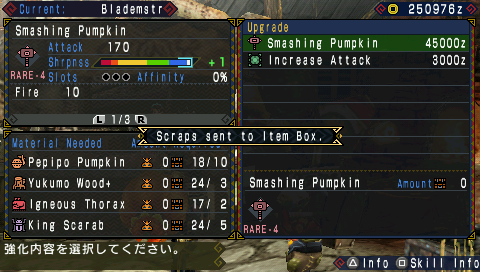 Current: Blademstr
250976z
Smashing Pumpkin
Attack 170
Shrpnss +1
RARE-4 Slots Affinity 0%
Fire 10
L 1/3 R
Upgrade
Smashing Pumpkin 45000z
Increase Attack 3000z
Scraps sent to Item Box.
Material Needed
Pepipo Pumpkin 0 18/10
Yukumo Wood+ 0 24/ 3
Igneous Thorax 0 17/ 2
King Scarab 0 24/ 5
Smashing Pumpkin Amount 0
RARE-4
強化内容を選択してください。
Info Skill Info